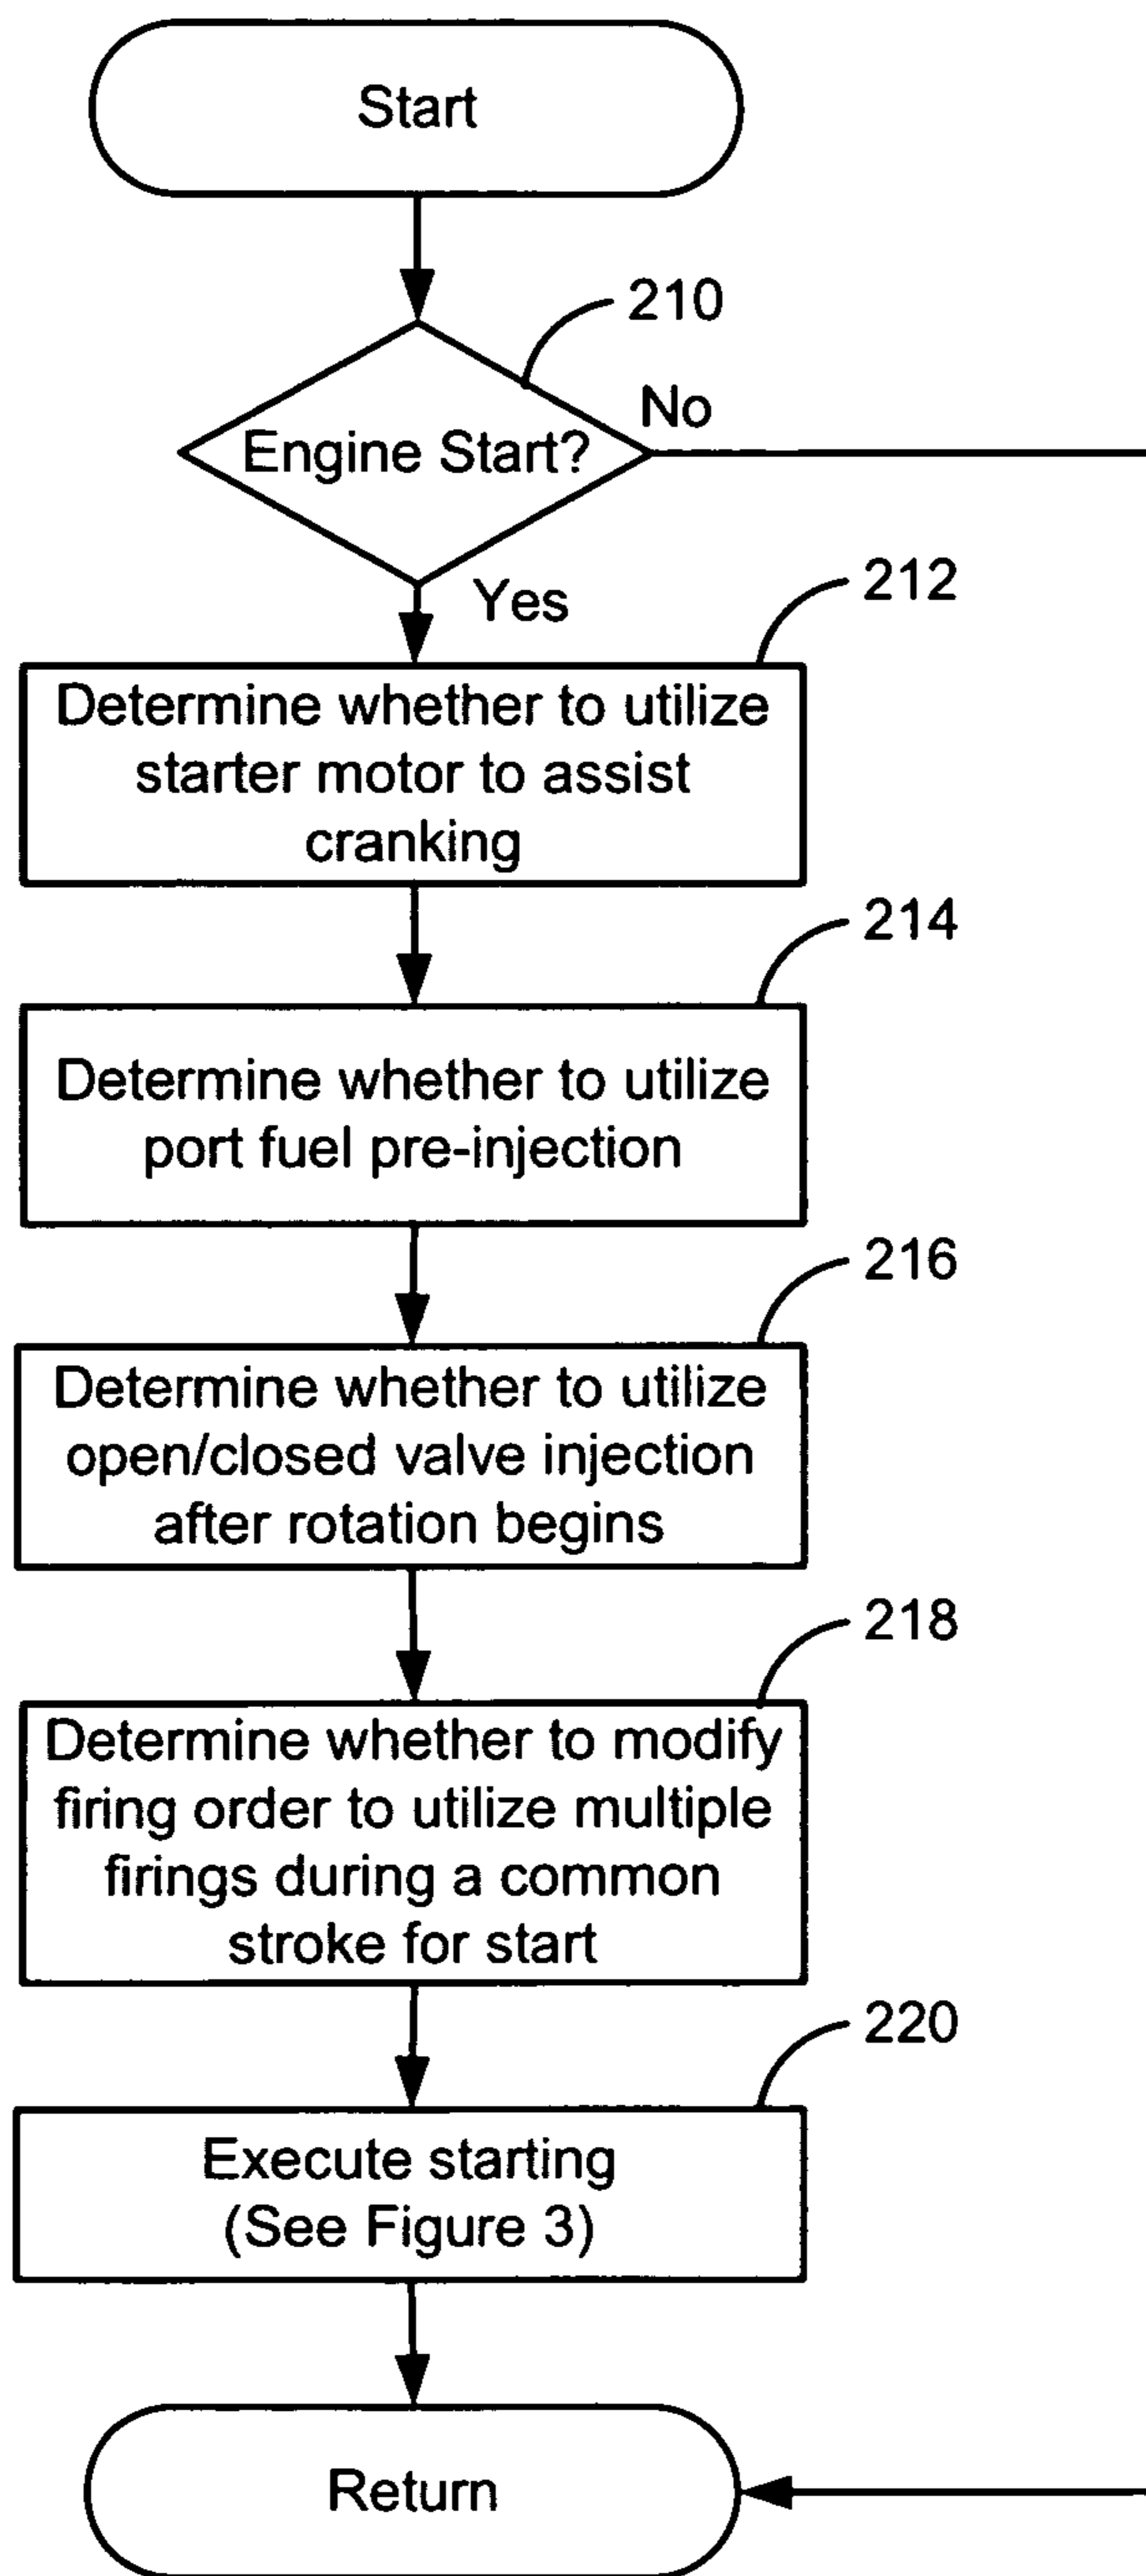 Start
210
Engine Start?
No
Yes
212
Determine whether to utilize
starter motor to assist
cranking
214
Determine whether to utilize
port fuel pre-injection
216
Determine whether to utilize
open/closed valve injection
after rotation begins
218
Determine whether to modify
firing order to utilize multiple
firings during a common
stroke for start
220
Execute starting
(See Figure 3)
Return